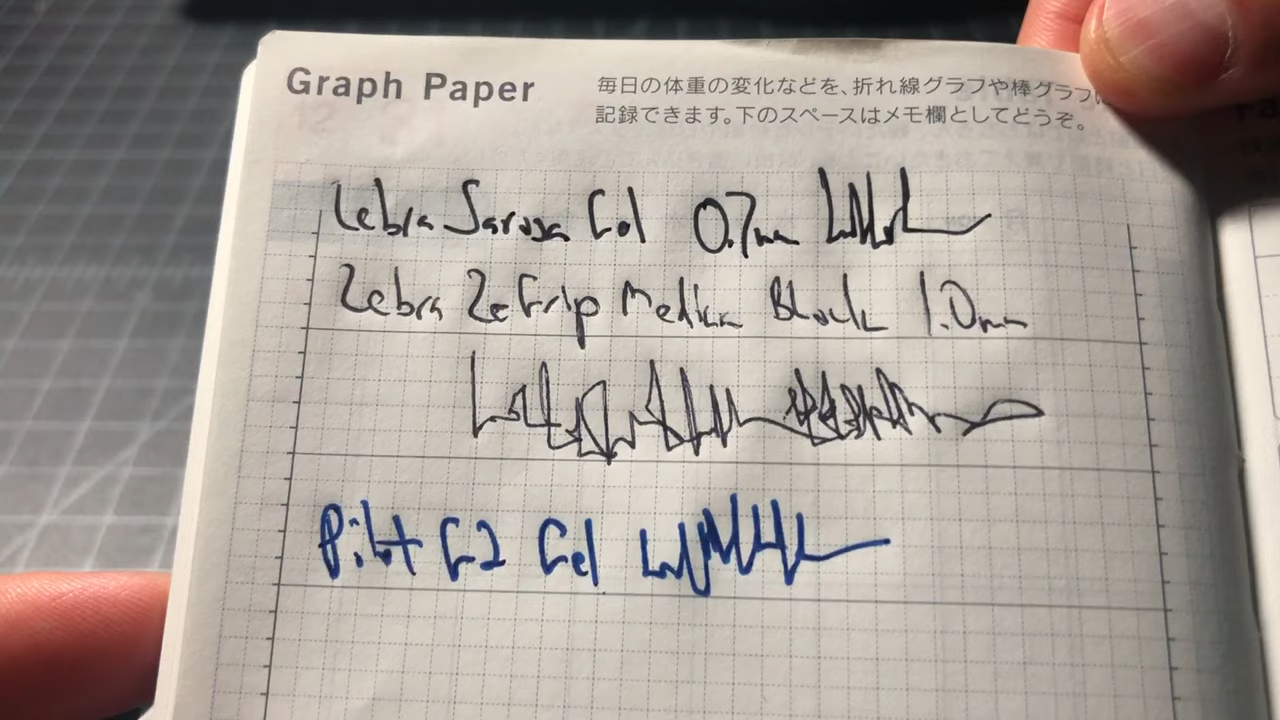 Graph Paper
毎日の体重の変化などを、折れ線グラフや棒グラフ
記録できます。下のスペースはメモ欄としてどうぞ。
Zebra Sarasa Gel 0.7mm
Zebra ZeGrip Medium Black 1.0mm
Pilot G2 Gel